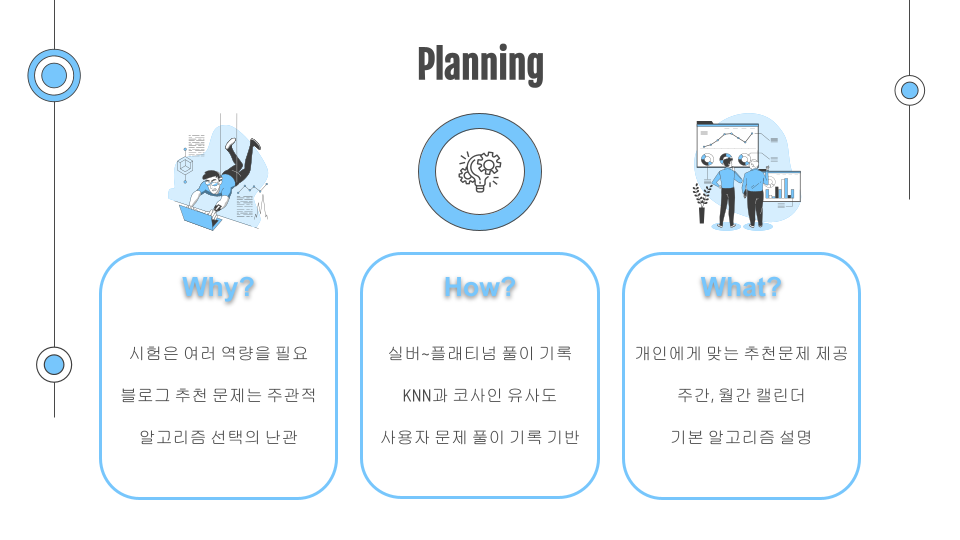 Planning
Why?
시험은 여러 역량을 필요
블로그 추천 문제는 주관적
알고리즘 선택의 난관
How?
실버~플래티넘 풀이 기록
KNN과 코사인 유사도
사용자 문제 풀이 기록 기반
What?
개인에게 맞는 추천문제 제공
주간, 월간 캘린더
기본 알고리즘 설명